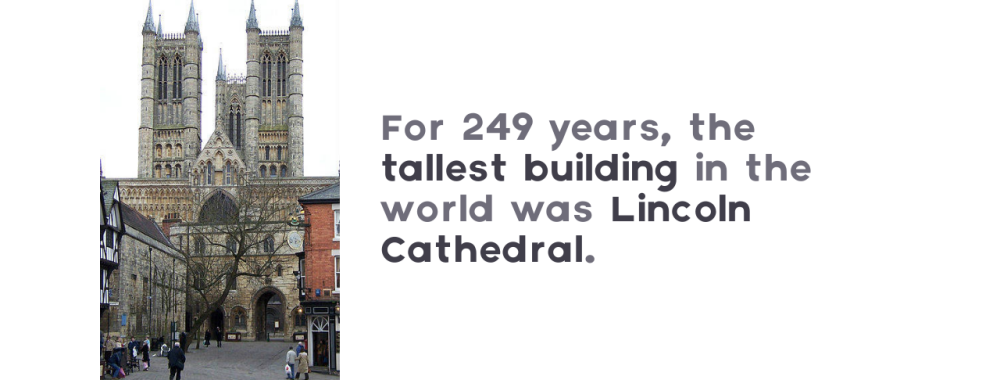 For 249 years, the
tallest building in the
world was Lincoln
Cathedral.